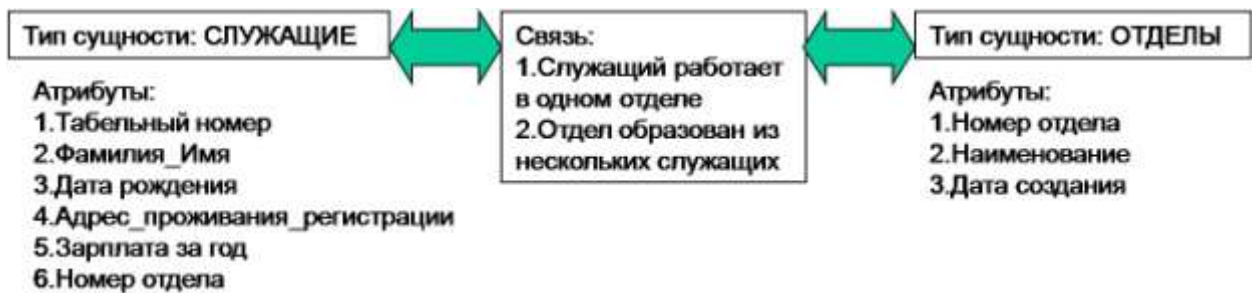 Тип сущности: СЛУЖАЩИЕ
Атрибуты:
1.Табельный номер
2.Фамилия_Имя
3.Дата рождения
4.Адрес_проживания_регистрации
5.Зарплата за год
6.Номер отдела
Связь:
1.Служащий работает
в одном отделе
2.Отдел образован из
нескольких служащих
Тип сущности: ОТДЕЛЫ
Атрибуты:
1.Номер отдела
2.Наименование
3.Дата создания